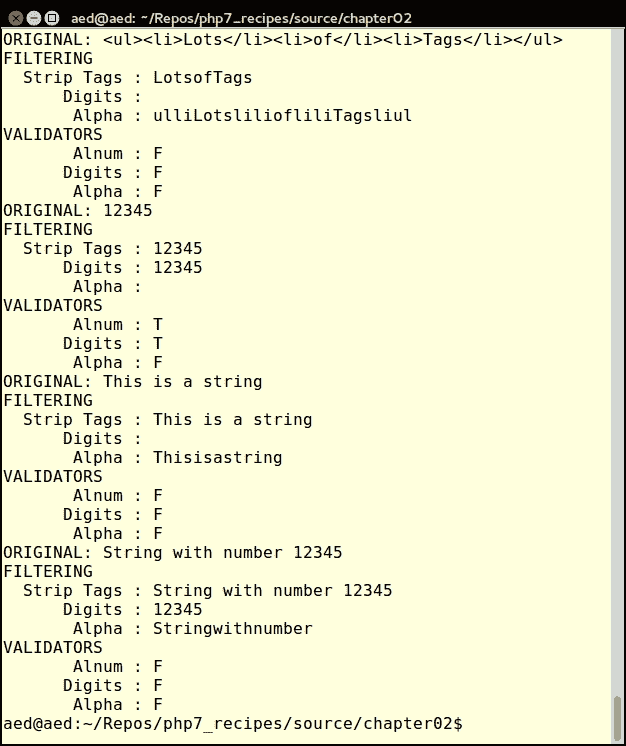 aed@aed: ~/Repos/php7_recipes/source/chapter02
ORIGINAL: <ul><li>Lots</li><li>of</li><li>Tags</li></ul>
FILTERING
  Strip Tags : LotsofTags
      Digits :
       Alpha : ulliLotsliliofliliTagsliul
VALIDATORS
       Alnum : F
      Digits : F
       Alpha : F
ORIGINAL: 12345
FILTERING
  Strip Tags : 12345
      Digits : 12345
       Alpha :
VALIDATORS
       Alnum : T
      Digits : T
       Alpha : F
ORIGINAL: This is a string
FILTERING
  Strip Tags : This is a string
      Digits :
       Alpha : Thisisastring
VALIDATORS
       Alnum : F
      Digits : F
       Alpha : F
ORIGINAL: String with number 12345
FILTERING
  Strip Tags : String with number 12345
      Digits : 12345
       Alpha : Stringwithnumber
VALIDATORS
       Alnum : F
      Digits : F
       Alpha : F
aed@aed:~/Repos/php7_recipes/source/chapter02$